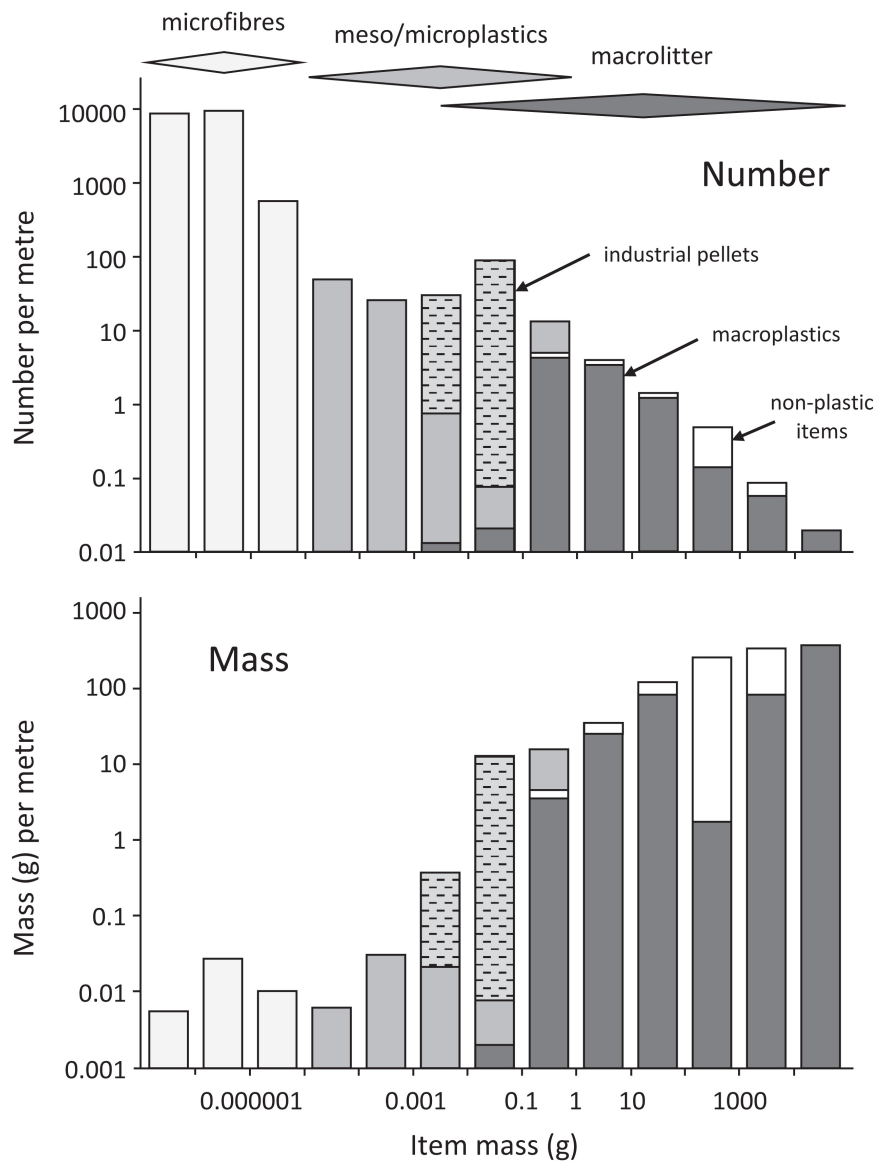 microfibres
meso/microplastics
macrolitter
Number
industrial pellets
macroplastics
non-plastic
items
Number per metre
10000
1000
100
10
1
0.1
0.01
Mass
Mass (g) per metre
1000
100
10
1
0.1
0.01
0.001
0.000001 0.001 0.1 1 10 1000
Item mass (g)